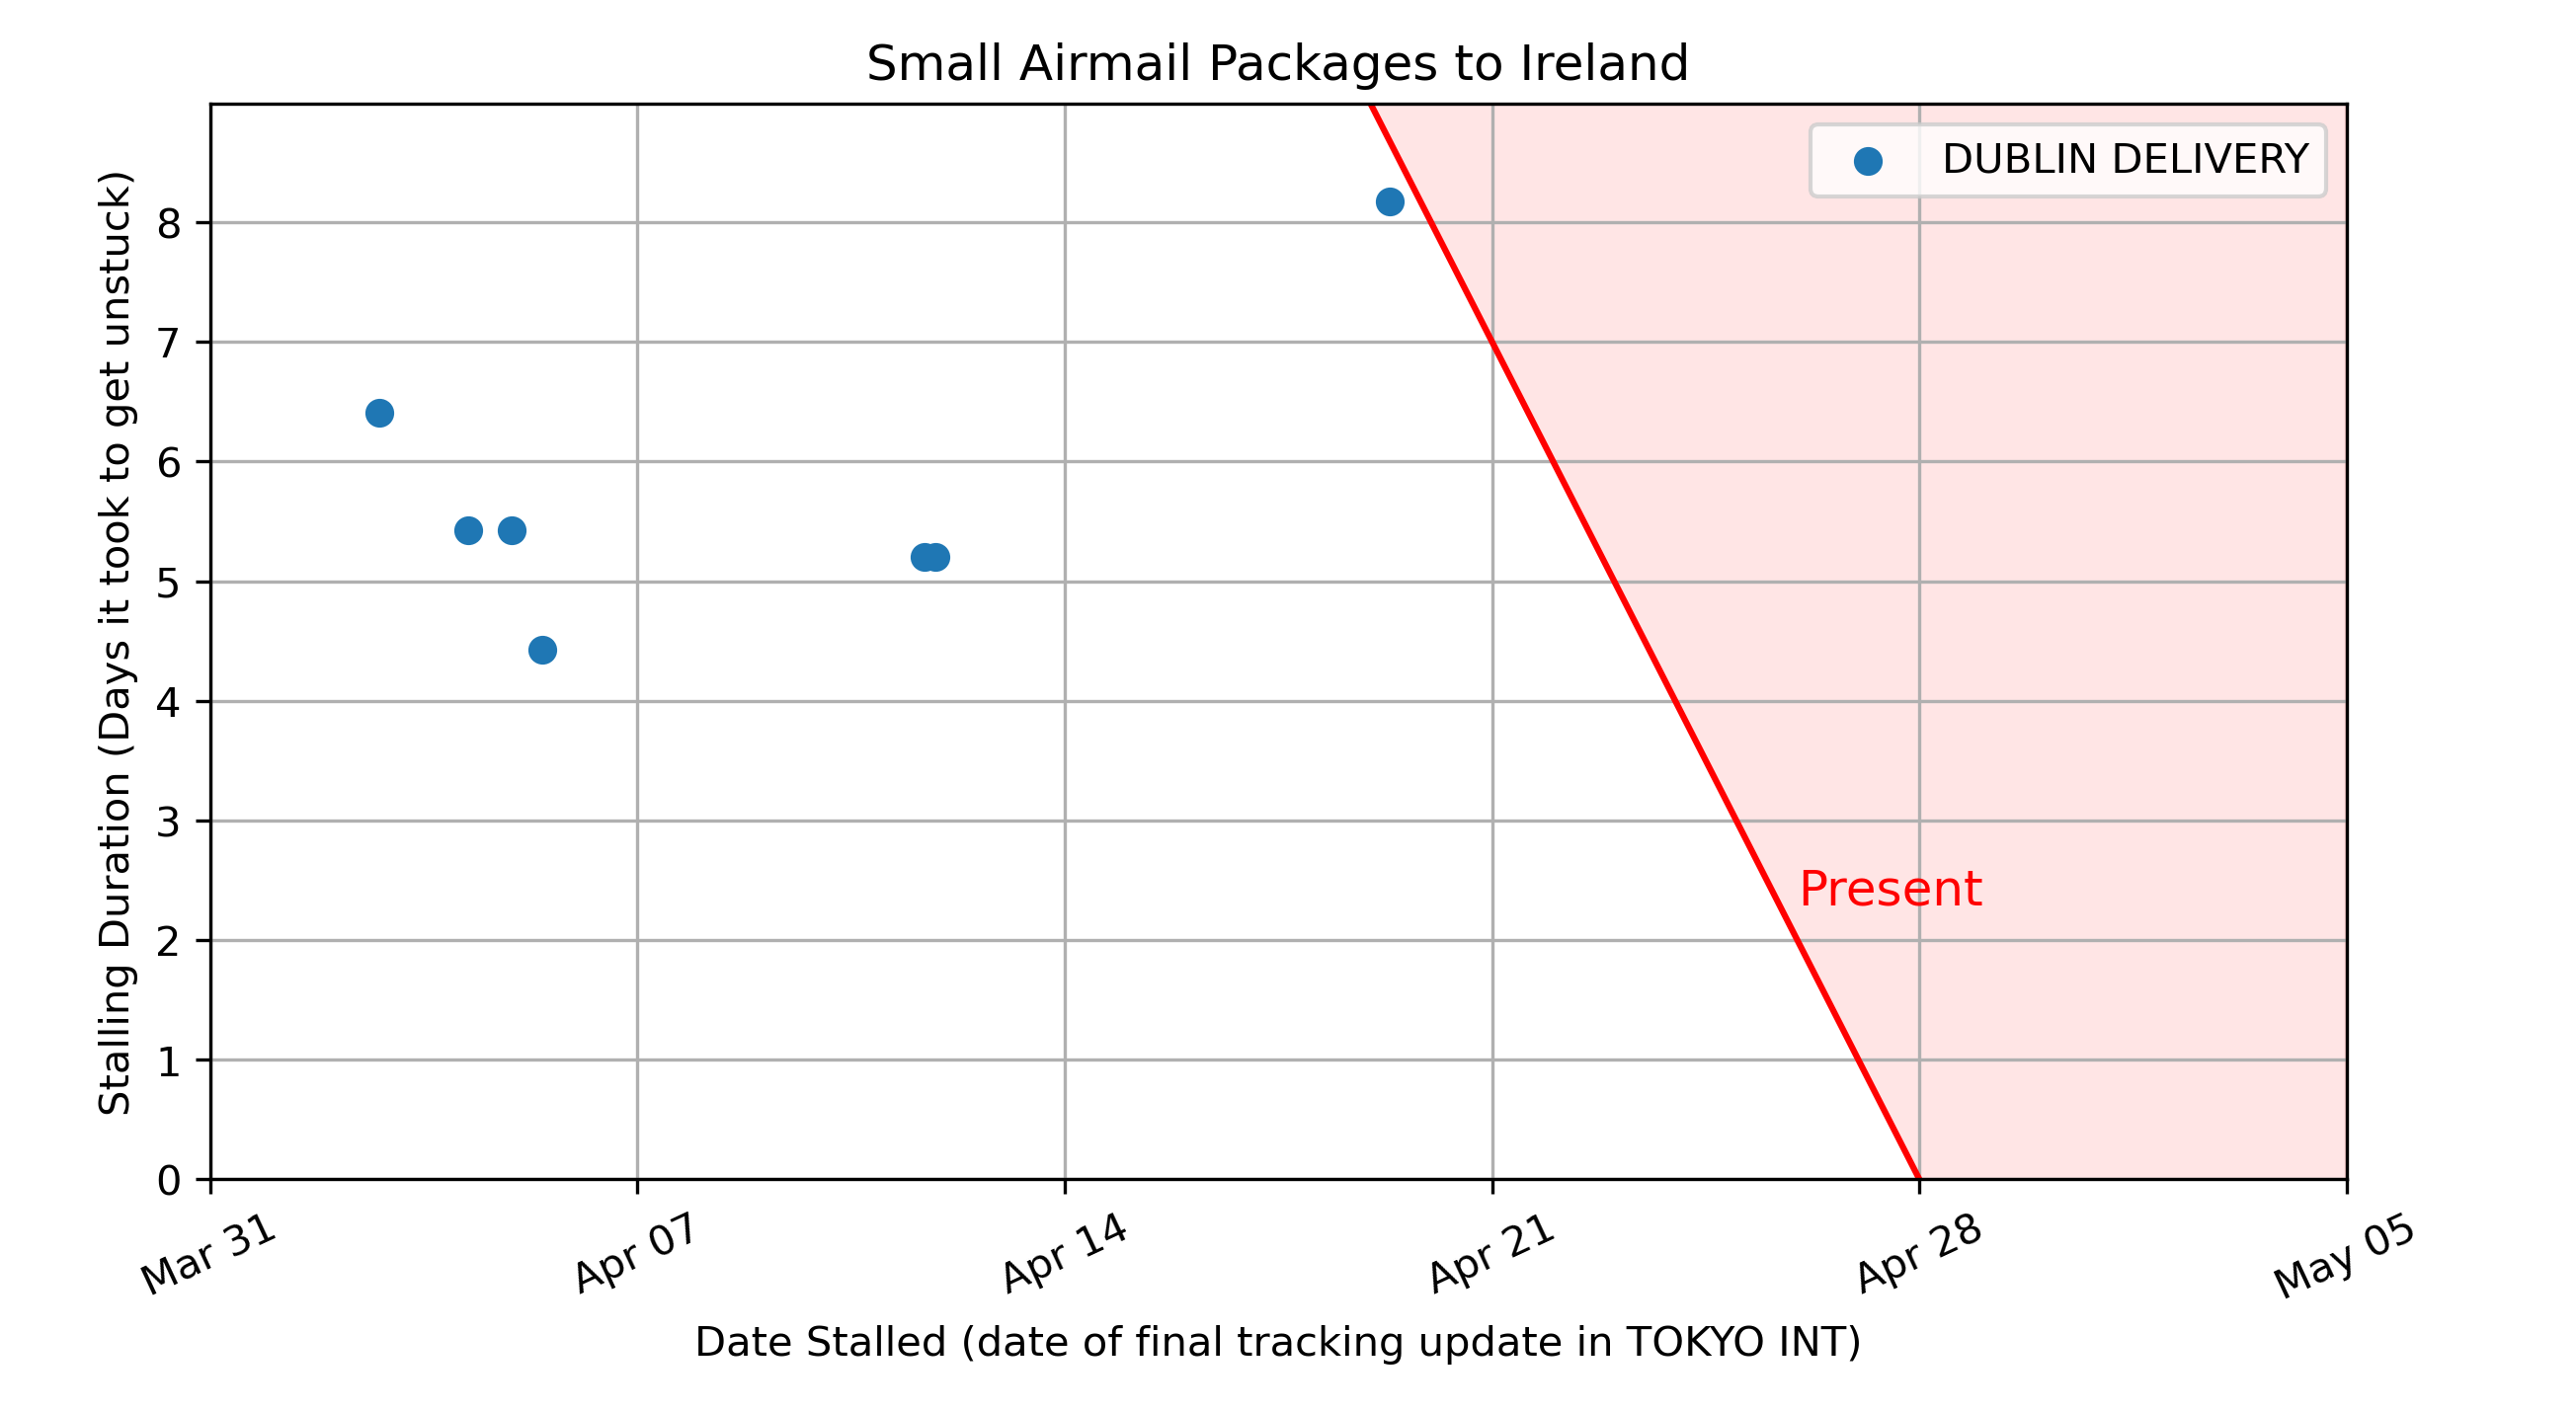 Small Airmail Packages to Ireland
DUBLIN DELIVERY
Stalling Duration (Days it took to get unstuck)
8
7
6
5
4
3
2
1
0
Present
Mar 31
Apr 07
Apr 14
Apr 21
Apr 28
May 05
Date Stalled (date of final tracking update in TOKYO INT)